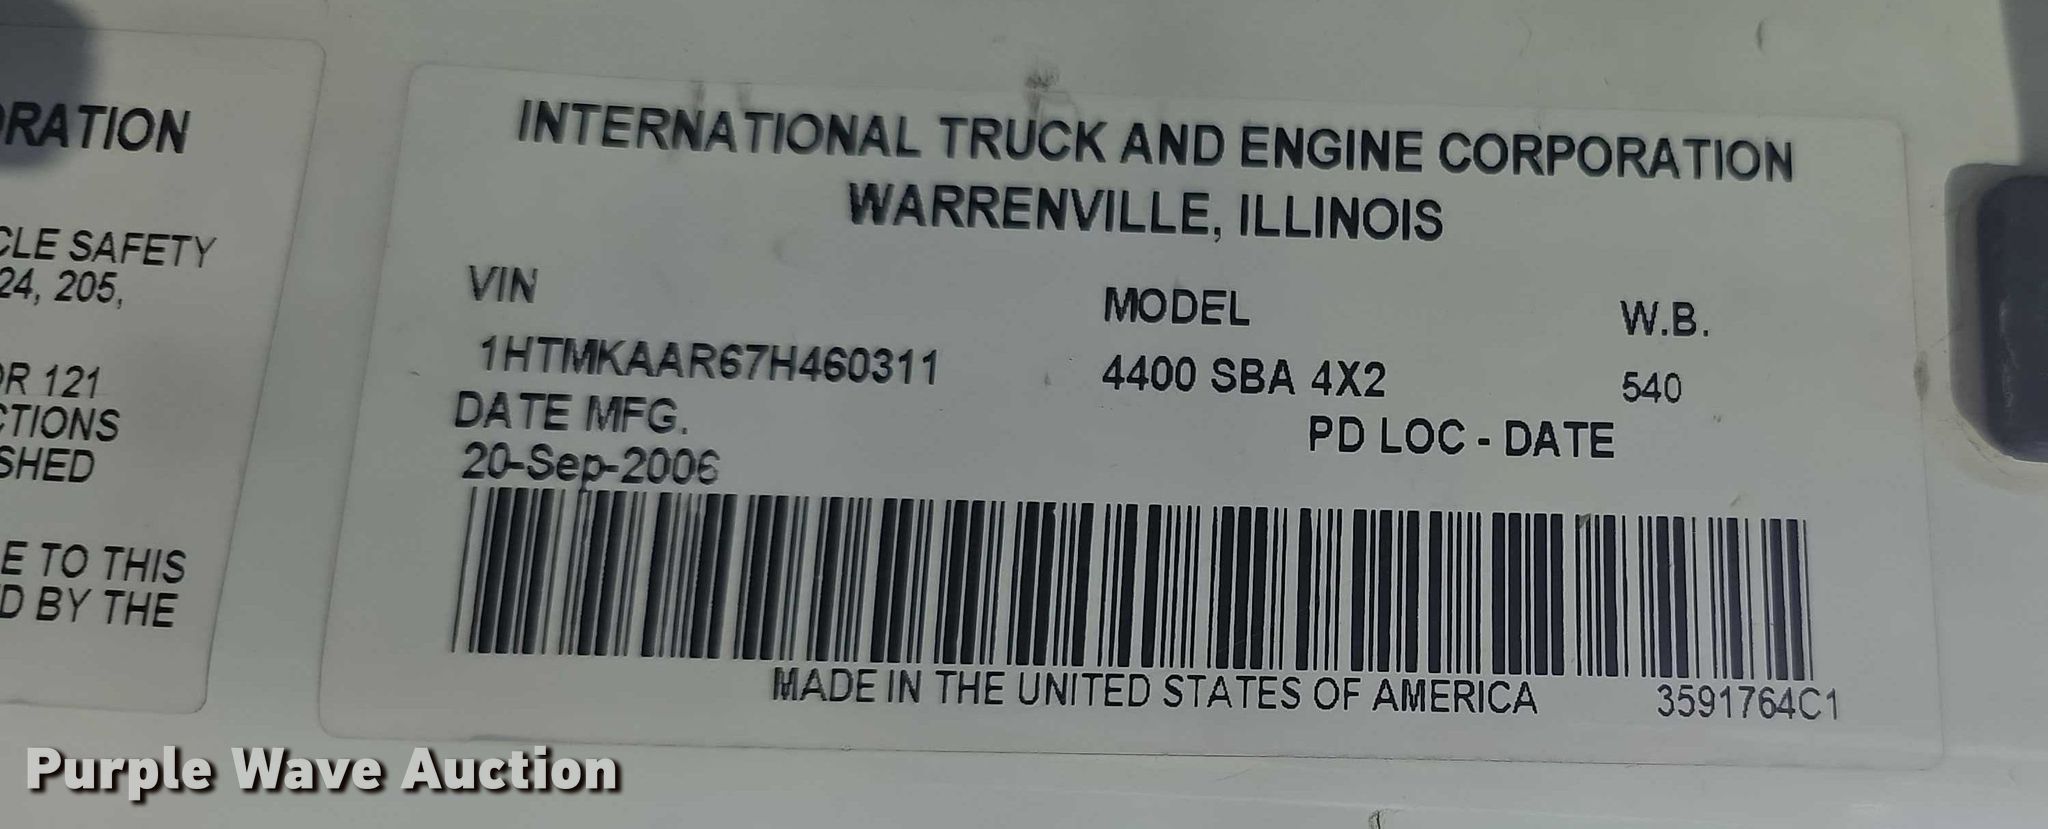 RATION
CLE SAFETY
24, 205,
OR 121
CTIONS
SHED
E TO THIS
D BY THE
INTERNATIONAL TRUCK AND ENGINE CORPORATION
WARRENVILLE, ILLINOIS
VIN MODEL W.B.
1HTMKAAR67H460311 4400 SBA 4X2 540
DATE MFG. PD LOC - DATE
20-Sep-2006
MADE IN THE UNITED STATES OF AMERICA 3591764C1
Purple Wave Auction